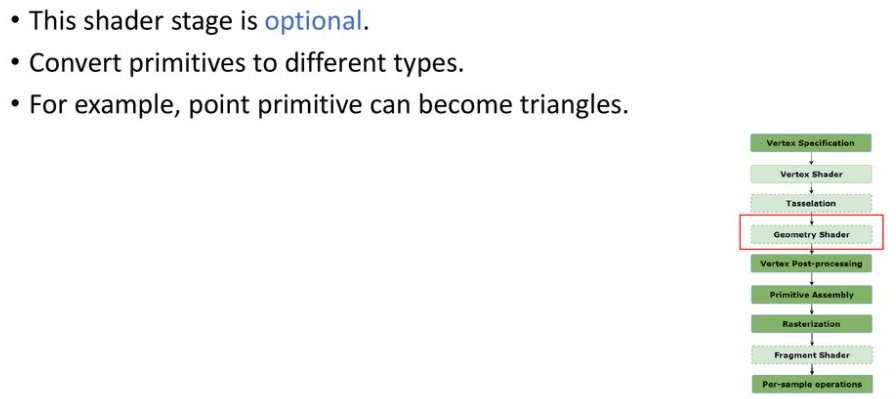 • This shader stage is optional.
• Convert primitives to different types.
• For example, point primitive can become triangles.
Vertex Specification
Vertex Shader
Tasselation
Geometry Shader
Vertex Post-processing
Primitive Assembly
Rasterization
Fragment Shader
Per-sample operations